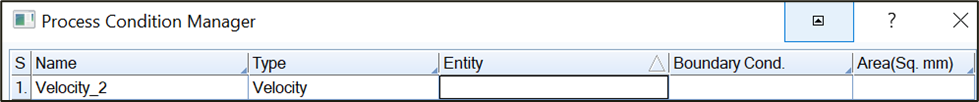 Process Condition Manager ?
S Name Type Entity Boundary Cond. Area(Sq. mm)
1. Velocity_2 Velocity